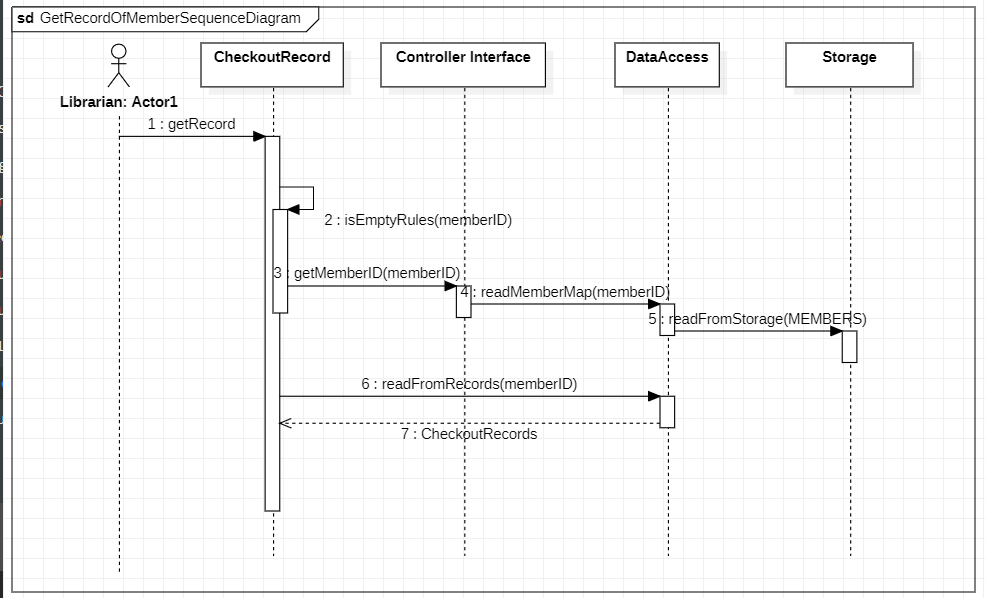 sd GetRecordOfMemberSequenceDiagram
CheckoutRecord
Controller Interface
DataAccess
Storage
Librarian: Actor1
1 : getRecord
2 : isEmptyRules(memberID)
3 : getMemberID(memberID)
4 : readMemberMap(memberID)
5 : readFromStorage(MEMBERS)
6 : readFromRecords(memberID)
7 : CheckoutRecords